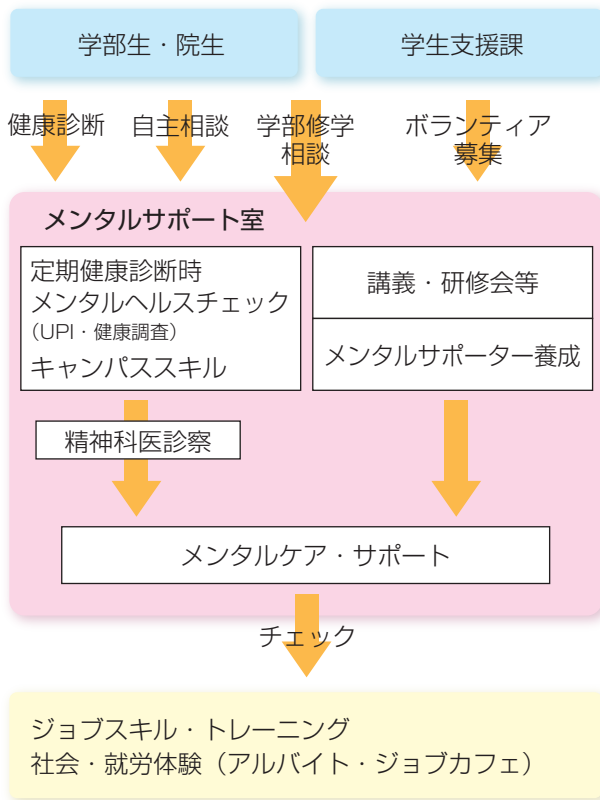 学部生・院生
学生支援課
健康診断
自主相談
学部修学
相談
ボランティア
募集
メンタルサポート室
定期健康診断時
メンタルヘルスチェック
(UPI・健康調査)
キャンパススキル
講義・研修会等
メンタルサポーター養成
精神科医診察
メンタルケア・サポート
チェック
ジョブスキル・トレーニング
社会・就労体験（アルバイト・ジョブカフェ）